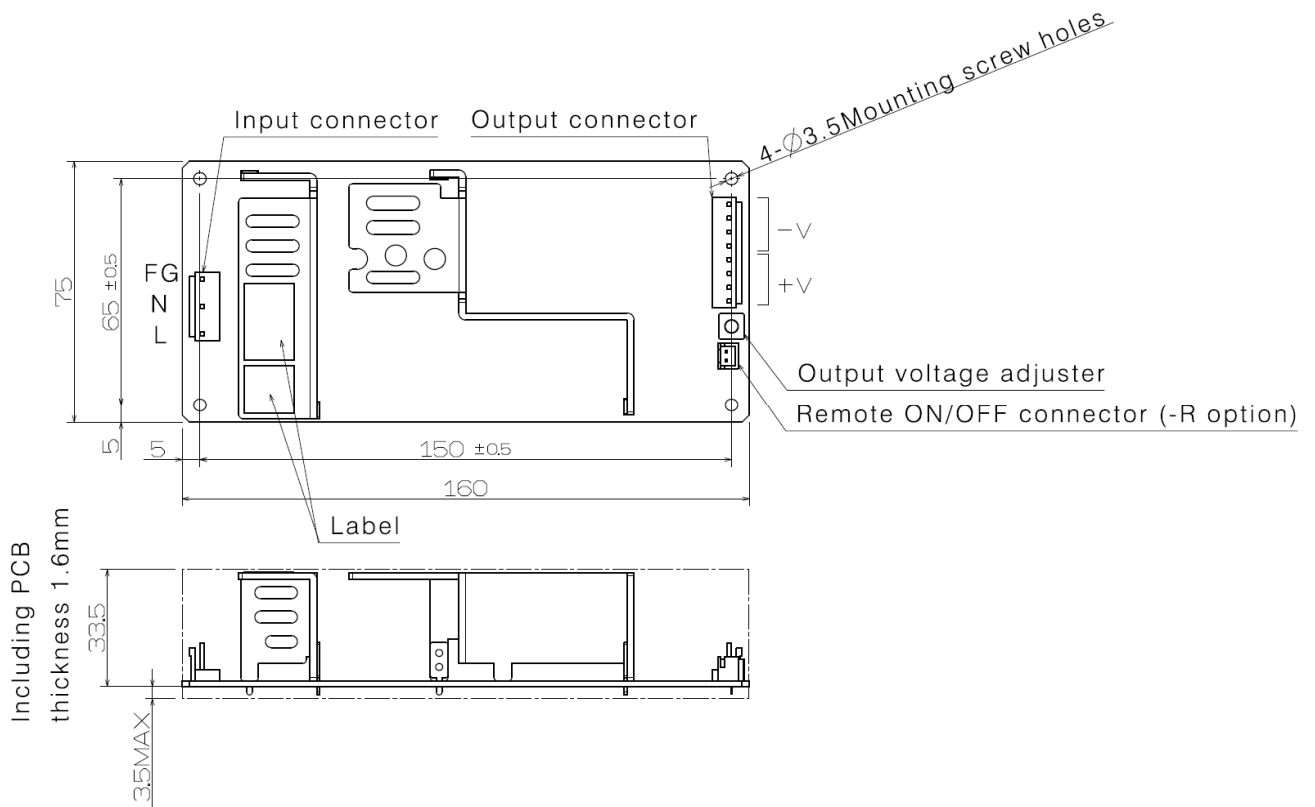 4-Ø3.5Mounting screw holes
Input connector
Output connector
−V
+V
FG
N
L
75
65 ±0.5
5
5
150 ±0.5
160
Output voltage adjuster
Remote ON/OFF connector (-R option)
Label
Including PCB
thickness 1.6mm
33.5
3.5MAX